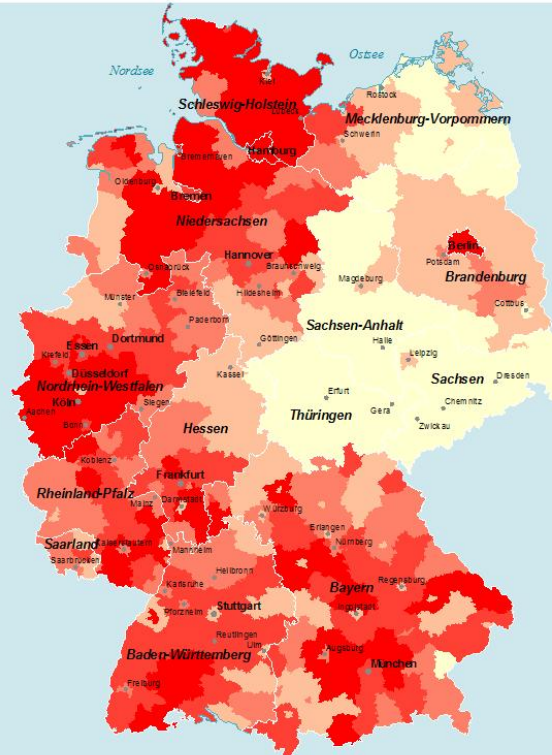 Nordsee
Ostsee
Kiel
Schleswig-Holstein
Lübeck
Rostock
Mecklenburg-Vorpommern
Schwerin
Hamburg
Bremerhaven
Oldenburg
Bremen
Niedersachsen
Berlin
Potsdam
Brandenburg
Hannover
Braunschweig
Osnabrück
Hildesheim
Magdeburg
Münster
Bielefeld
Cottbus
Paderborn
Sachsen-Anhalt
Dortmund
Göttingen
Halle
Essen
Krefeld
Leipzig
Düsseldorf
Kassel
Sachsen
Dresden
Nordrhein-Westfalen
Köln
Siegen
Erfurt
Gera
Chemnitz
Aachen
Thüringen
Zwickau
Bonn
Hessen
Koblenz
Frankfurt
Rheinland-Pfalz
Mainz
Darmstadt
Würzburg
Erlangen
Saarland
Kaiserslautern
Mannheim
Nürnberg
Saarbrücken
Heilbronn
Regensburg
Karlsruhe
Bayern
Pforzheim
Stuttgart
Ingolstadt
Reutlingen
Ulm
Augsburg
Baden-Württemberg
München
Freiburg